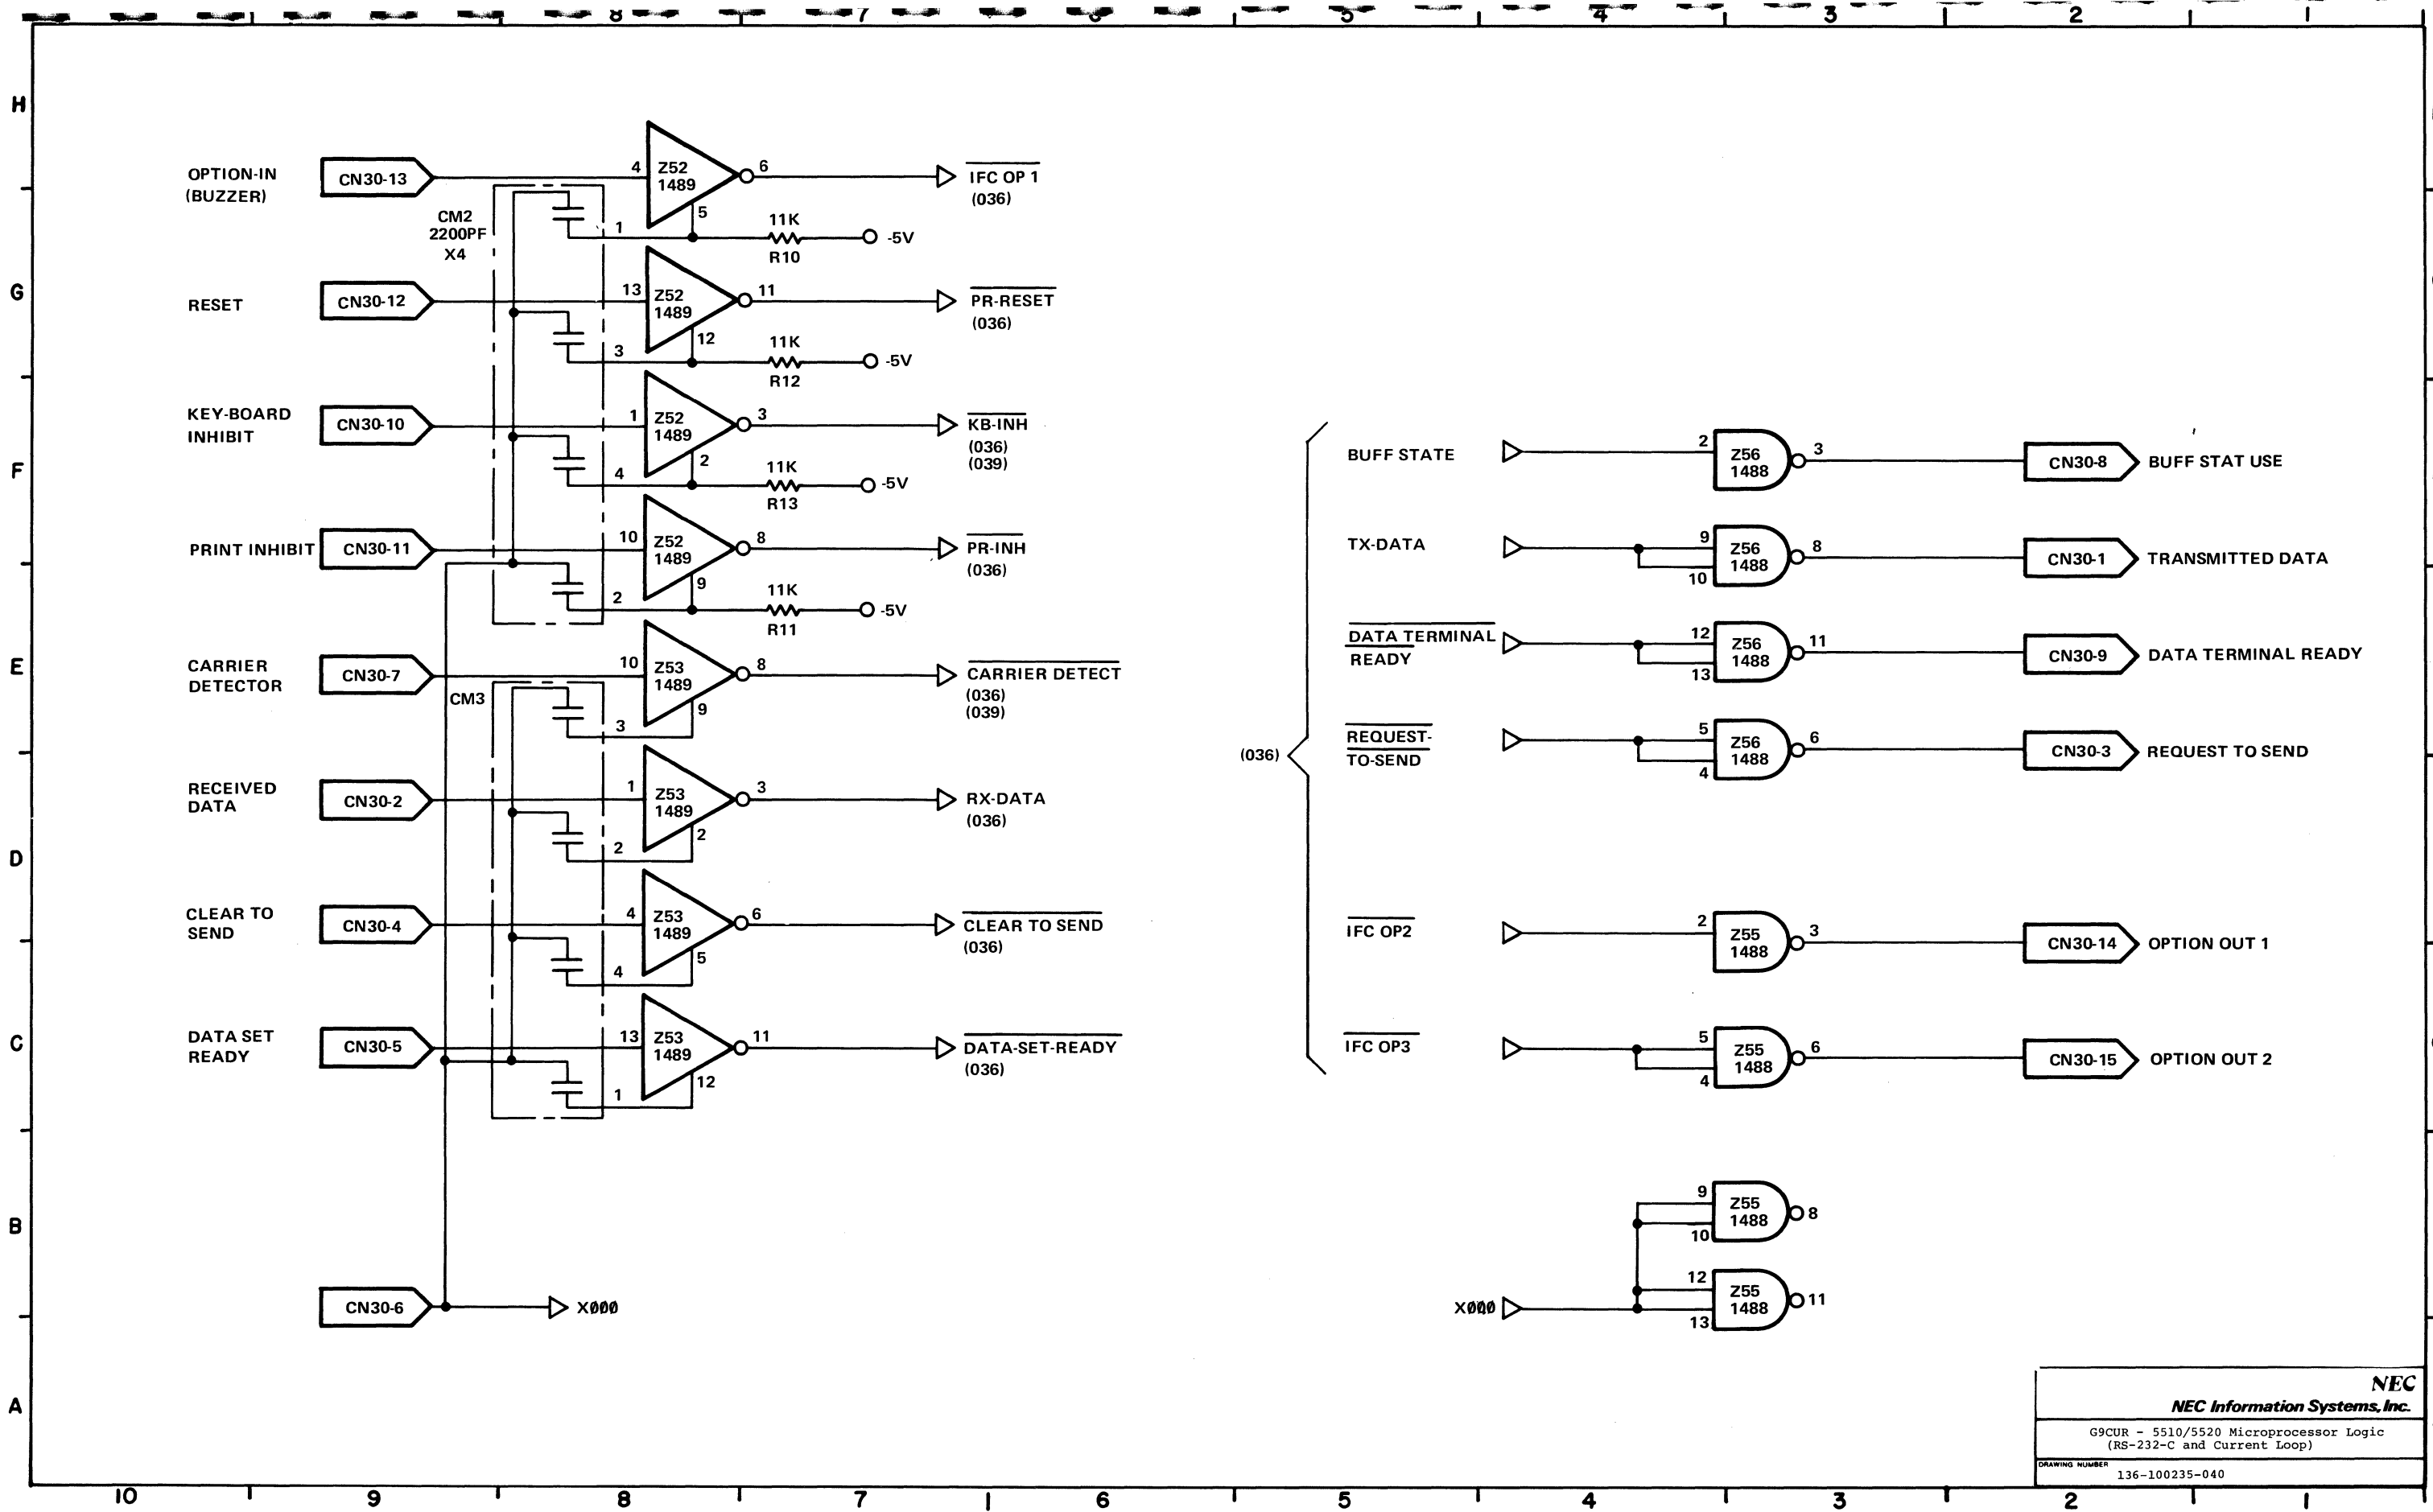 8 7 6 5 4 3 2 1
H
OPTION-IN
(BUZZER)
CN30-13
4
Z52
1489
6
5
IFC OP 1
(036)
CM2
2200PF
X4
1
11K
R10
-5V
G
RESET
CN30-12
13
Z52
1489
11
12
PR-RESET
(036)
3
11K
R12
-5V
KEY-BOARD
INHIBIT
CN30-10
1
Z52
1489
3
2
KB-INH
(036)
(039)
F
4
11K
R13
-5V
PRINT INHIBIT
CN30-11
10
Z52
1489
8
9
PR-INH
(036)
2
11K
R11
-5V
E
CARRIER
DETECTOR
CN30-7
10
Z53
1489
8
9
CARRIER DETECT
(036)
(039)
CM3
3
RECEIVED
DATA
CN30-2
1
Z53
1489
3
2
RX-DATA
(036)
D
2
CLEAR TO
SEND
CN30-4
4
Z53
1489
6
5
CLEAR TO SEND
(036)
4
C
DATA SET
READY
CN30-5
13
Z53
1489
11
12
DATA-SET-READY
(036)
1
B
CN30-6
X000
A
(036)
BUFF STATE
2
Z56
1488
3
CN30-8
BUFF STAT USE
TX-DATA
9
10
Z56
1488
8
CN30-1
TRANSMITTED DATA
DATA TERMINAL
READY
12
13
Z56
1488
11
CN30-9
DATA TERMINAL READY
REQUEST-
TO-SEND
5
4
Z56
1488
6
CN30-3
REQUEST TO SEND
IFC OP2
2
Z55
1488
3
CN30-14
OPTION OUT 1
IFC OP3
5
4
Z55
1488
6
CN30-15
OPTION OUT 2
9
10
Z55
1488
8
X000
12
13
Z55
1488
11
NEC
NEC Information Systems, Inc.
G9CUR - 5510/5520 Microprocessor Logic
(RS-232-C and Current Loop)
DRAWING NUMBER
136-100235-040
10 9 8 7 6 5 4 3 2 1